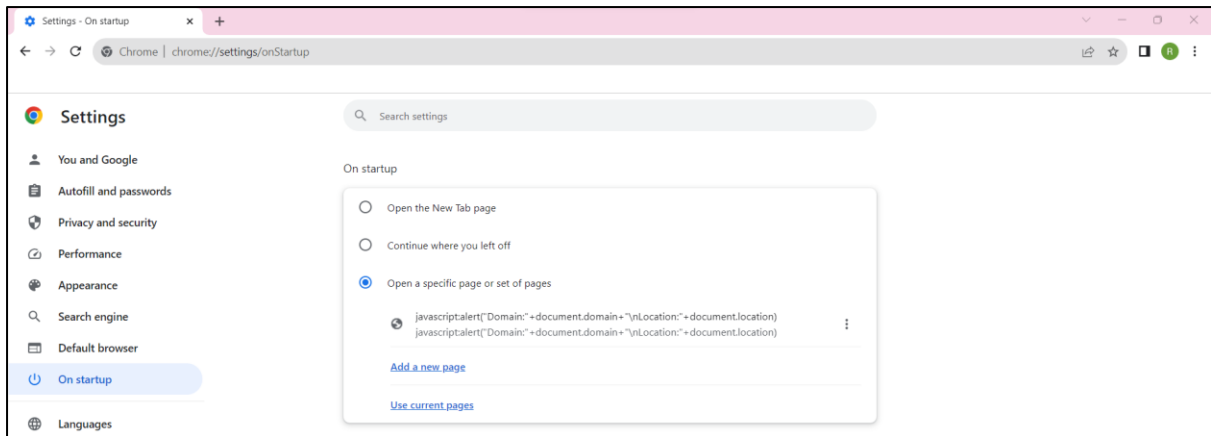 Settings - On startup
Chrome | chrome://settings/onStartup
R
Settings
Search settings
You and Google
Autofill and passwords
Privacy and security
Performance
Appearance
Search engine
Default browser
On startup
Languages
On startup
Open the New Tab page
Continue where you left off
Open a specific page or set of pages
javascript:alert("Domain:"+document.domain+"\nLocation:"+document.location)
javascript:alert("Domain:"+document.domain+"\nLocation:"+document.location)
Add a new page
Use current pages